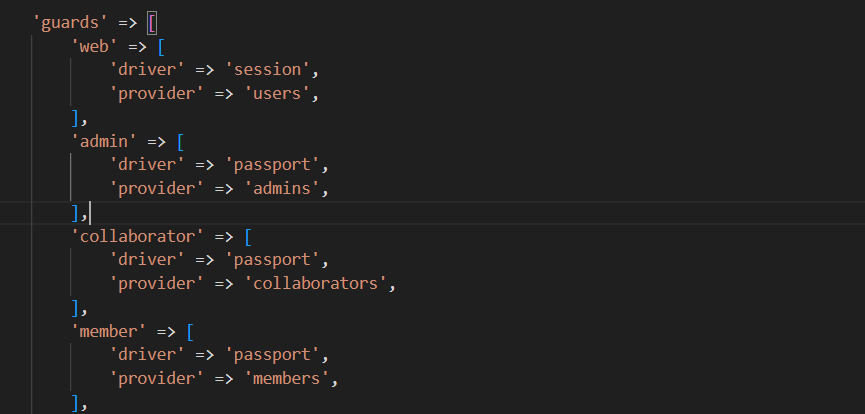 'guards' => [
'web' => [
'driver' => 'session',
'provider' => 'users',
],
'admin' => [
'driver' => 'passport',
'provider' => 'admins',
],
'collaborator' => [
'driver' => 'passport',
'provider' => 'collaborators',
],
'member' => [
'driver' => 'passport',
'provider' => 'members',
],